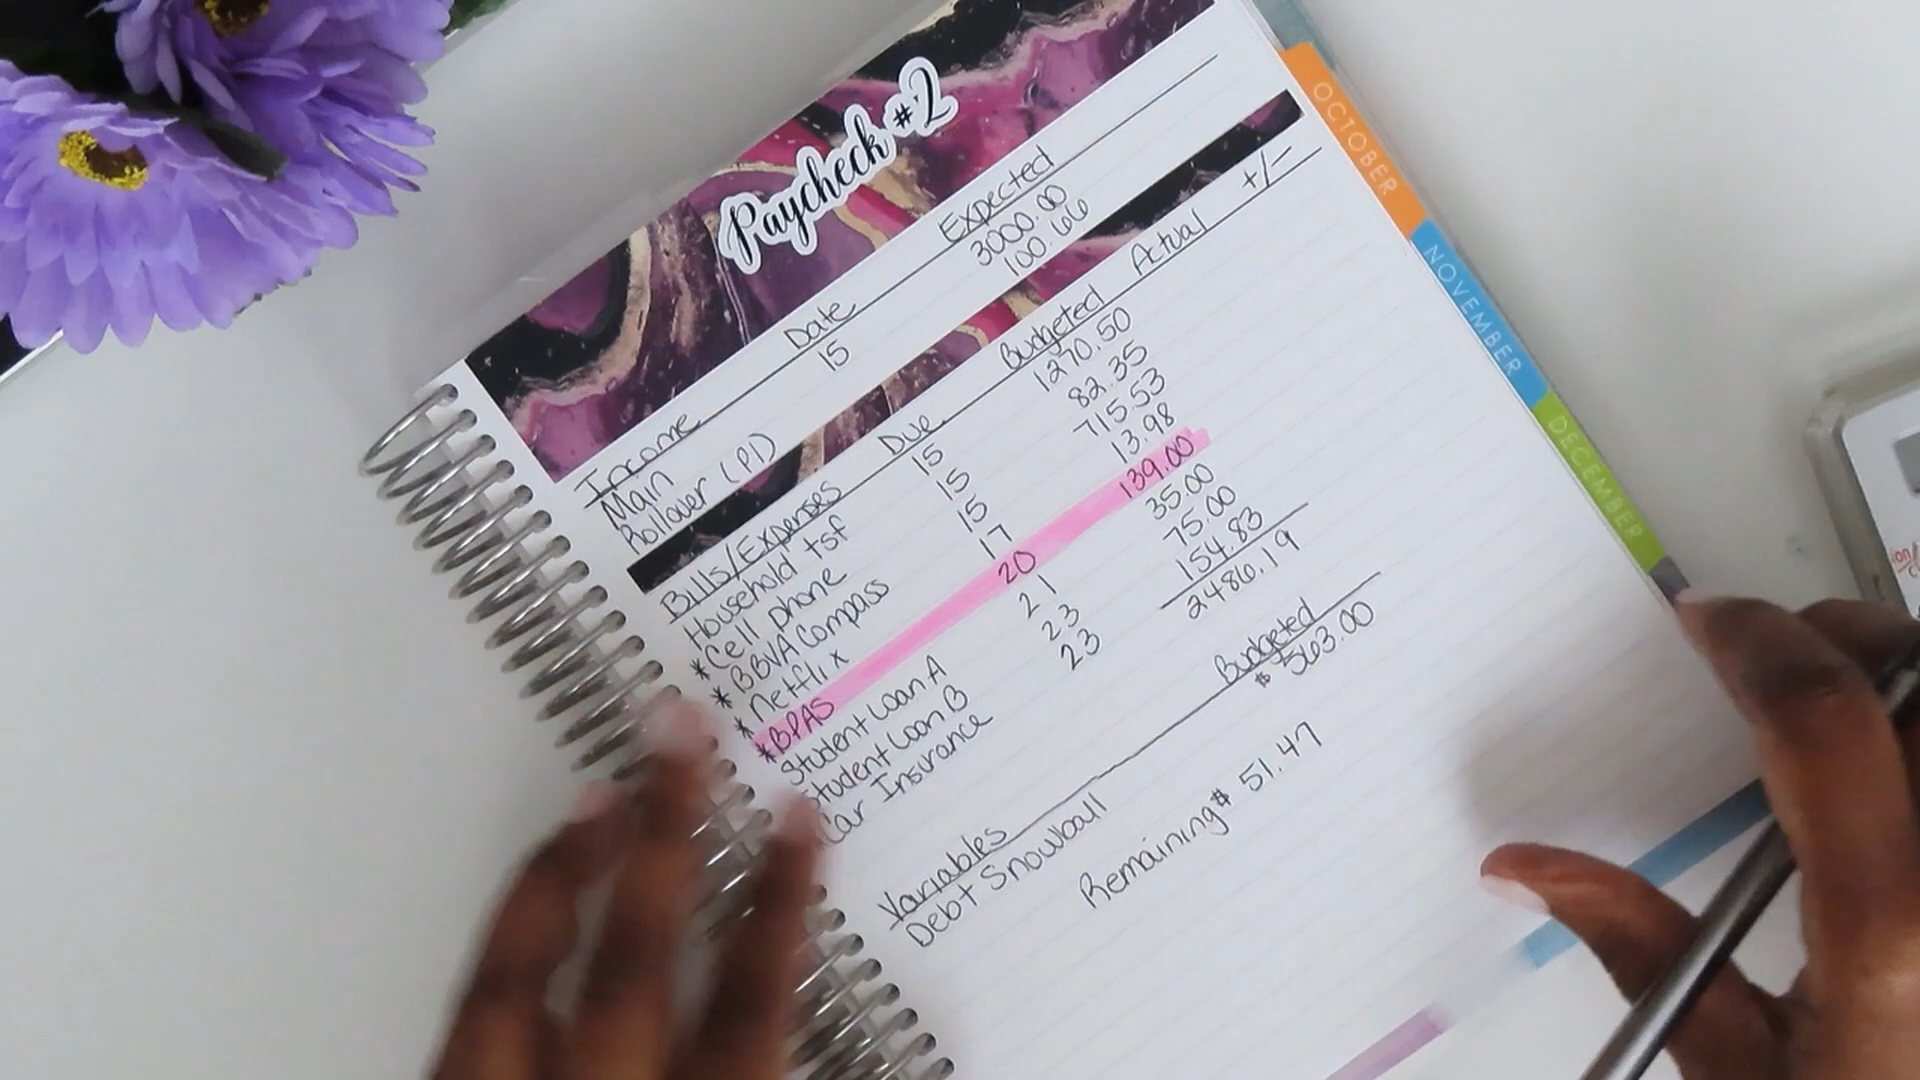 Paycheck #2
Income Date Expected
Main 15 3000.00
Rollover (P1) 100.66
Bills/Expenses Due Budgeted Actual +/-
Household tsf 15 1270.50
*Cell phone 15 82.35
*BBVA Compass 15 715.53
*Netflix 17 13.98
*BPAS 20 139.00
Student Loan A 21 35.00
Student Loan B 23 75.00
Car Insurance 23 154.83
2486.19
Variables Budgeted
Debt Snowball $ 563.00
Remaining $ 51.47
OCTOBER
NOVEMBER
DECEMBER